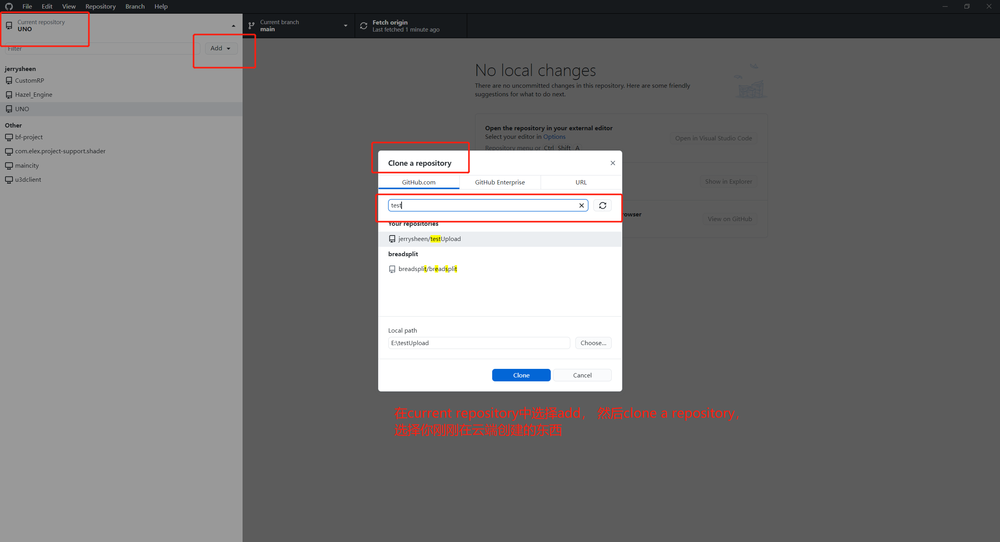 File Edit View Repository Branch Help
Current repository
UNO
Current branch
main
Fetch origin
Last fetched 1 minute ago
Filter
Add
jerrysheen
CustomRP
Hazel_Engine
UNO
Other
bf-project
com.elex.project-support.shader
maincity
u3dclient
No local changes
There are no uncommitted changes in this repository. Here are some friendly
suggestions for what to do next.
Open the repository in your external editor
Select your editor in Options
Repository menu or Ctrl Shift A
Open in Visual Studio Code
Show in Explorer
rowser
View on GitHub
Clone a repository
GitHub.com
GitHub Enterprise
URL
test
Your repositories
jerrysheen/testUpload
breadsplit
breadsplit/breadsplit
Local path
E:\testUpload
Choose...
Clone
Cancel
在current repository中选择add， 然后clone a repository，
选择你刚刚在云端创建的东西